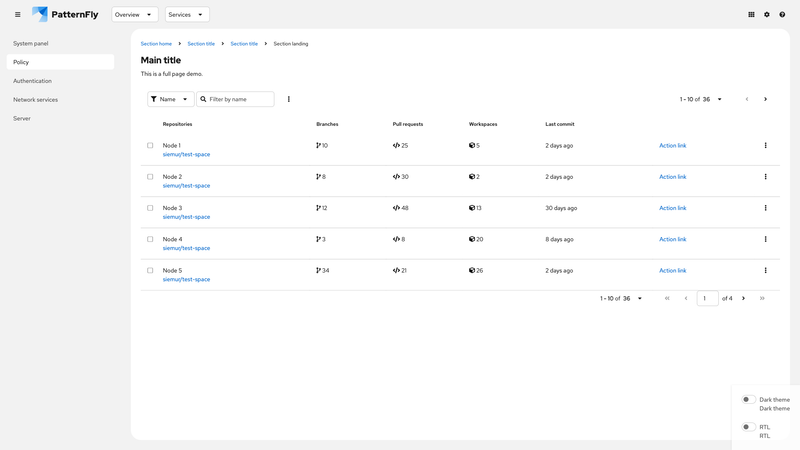 PatternFly
Overview
Services
System panel
Policy
Authentication
Network services
Server
Section home
Section title
Section title
Section landing
Main title
This is a full page demo.
Name
Filter by name
1 - 10 of 36
Repositories Branches Pull requests Workspaces Last commit
Node 1 10 25 5 2 days ago Action link
siemur/test-space
Node 2 8 30 2 2 days ago Action link
siemur/test-space
Node 3 12 48 13 30 days ago Action link
siemur/test-space
Node 4 3 8 20 8 days ago Action link
siemur/test-space
Node 5 34 21 26 2 days ago Action link
siemur/test-space
1 - 10 of 36 1 of 4
Dark theme
Dark theme
RTL
RTL